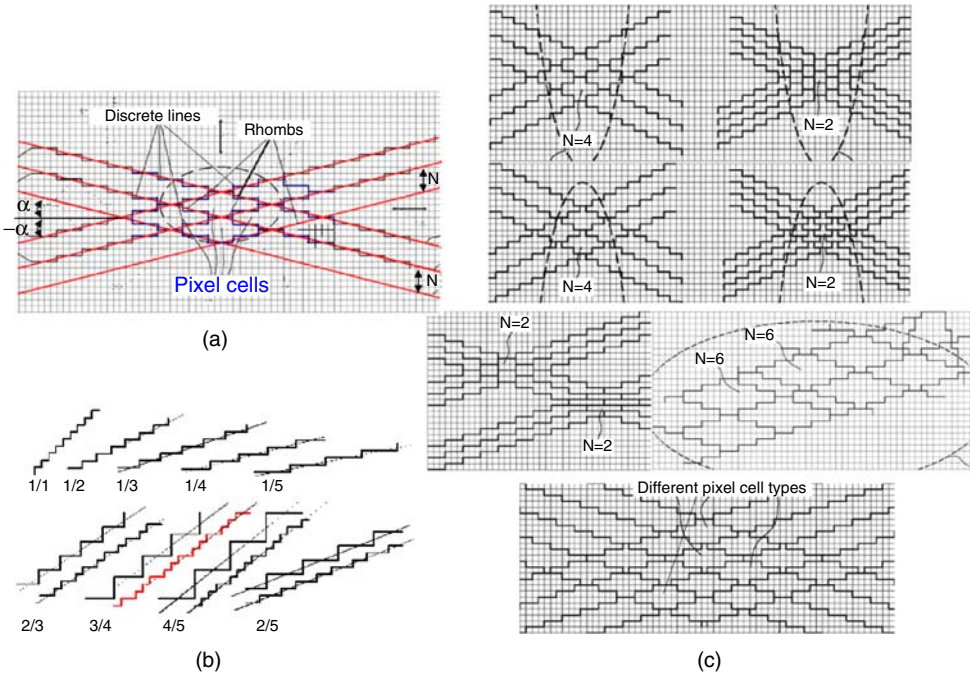 Discrete lines
Rhombs
N
α
−α
N
Pixel cells
(a)
1/1 1/2 1/3 1/4 1/5
2/3 3/4 4/5 2/5
(b)
N=4
N=2
N=4
N=2
N=2
N=6
N=6
N=2
Different pixel cell types
(c)